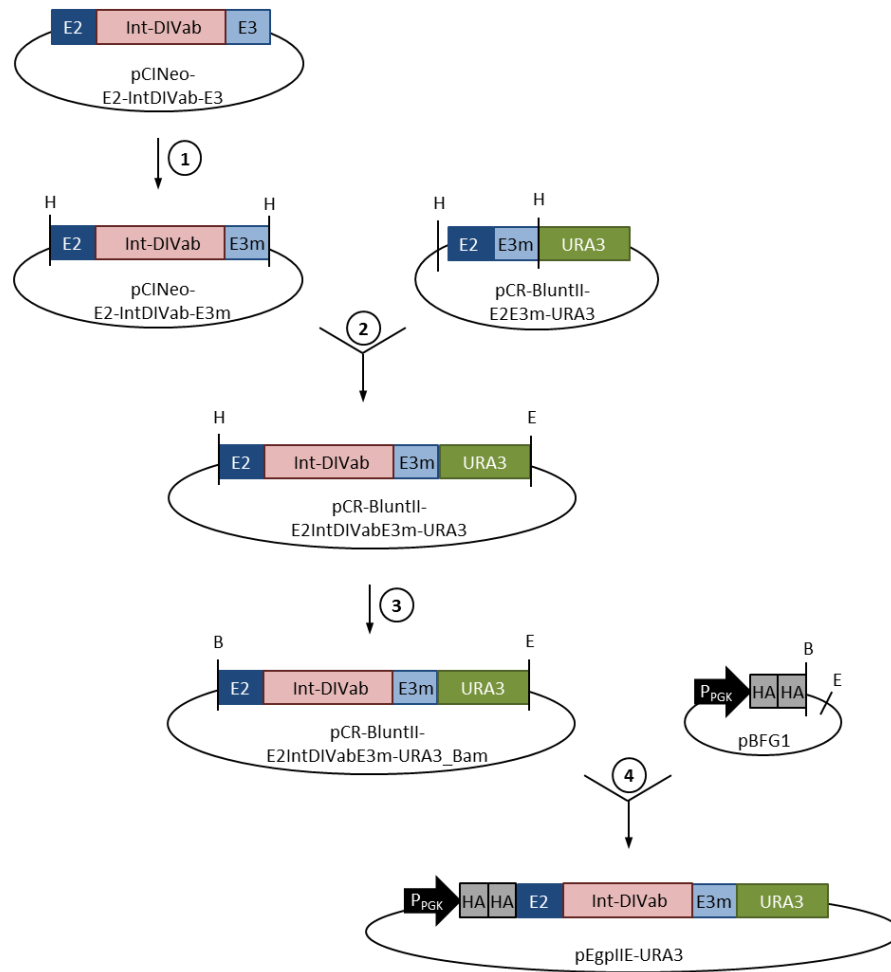 E2 Int-DIVab E3
pCINeo-
E2-IntDIVab-E3
1
H H
E2 Int-DIVab E3m
pCINeo-
E2-IntDIVab-E3m
H H
E2 E3m URA3
pCR-BluntII-
E2E3m-URA3
2
H E
E2 Int-DIVab E3m URA3
pCR-BluntII-
E2IntDIVabE3m-URA3
3
B E
E2 Int-DIVab E3m URA3
pCR-BluntII-
E2IntDIVabE3m-URA3_Bam
B
E
PPGK HA HA
pBFG1
4
PPGK HA HA E2 Int-DIVab E3m URA3
pEgpIIE-URA3